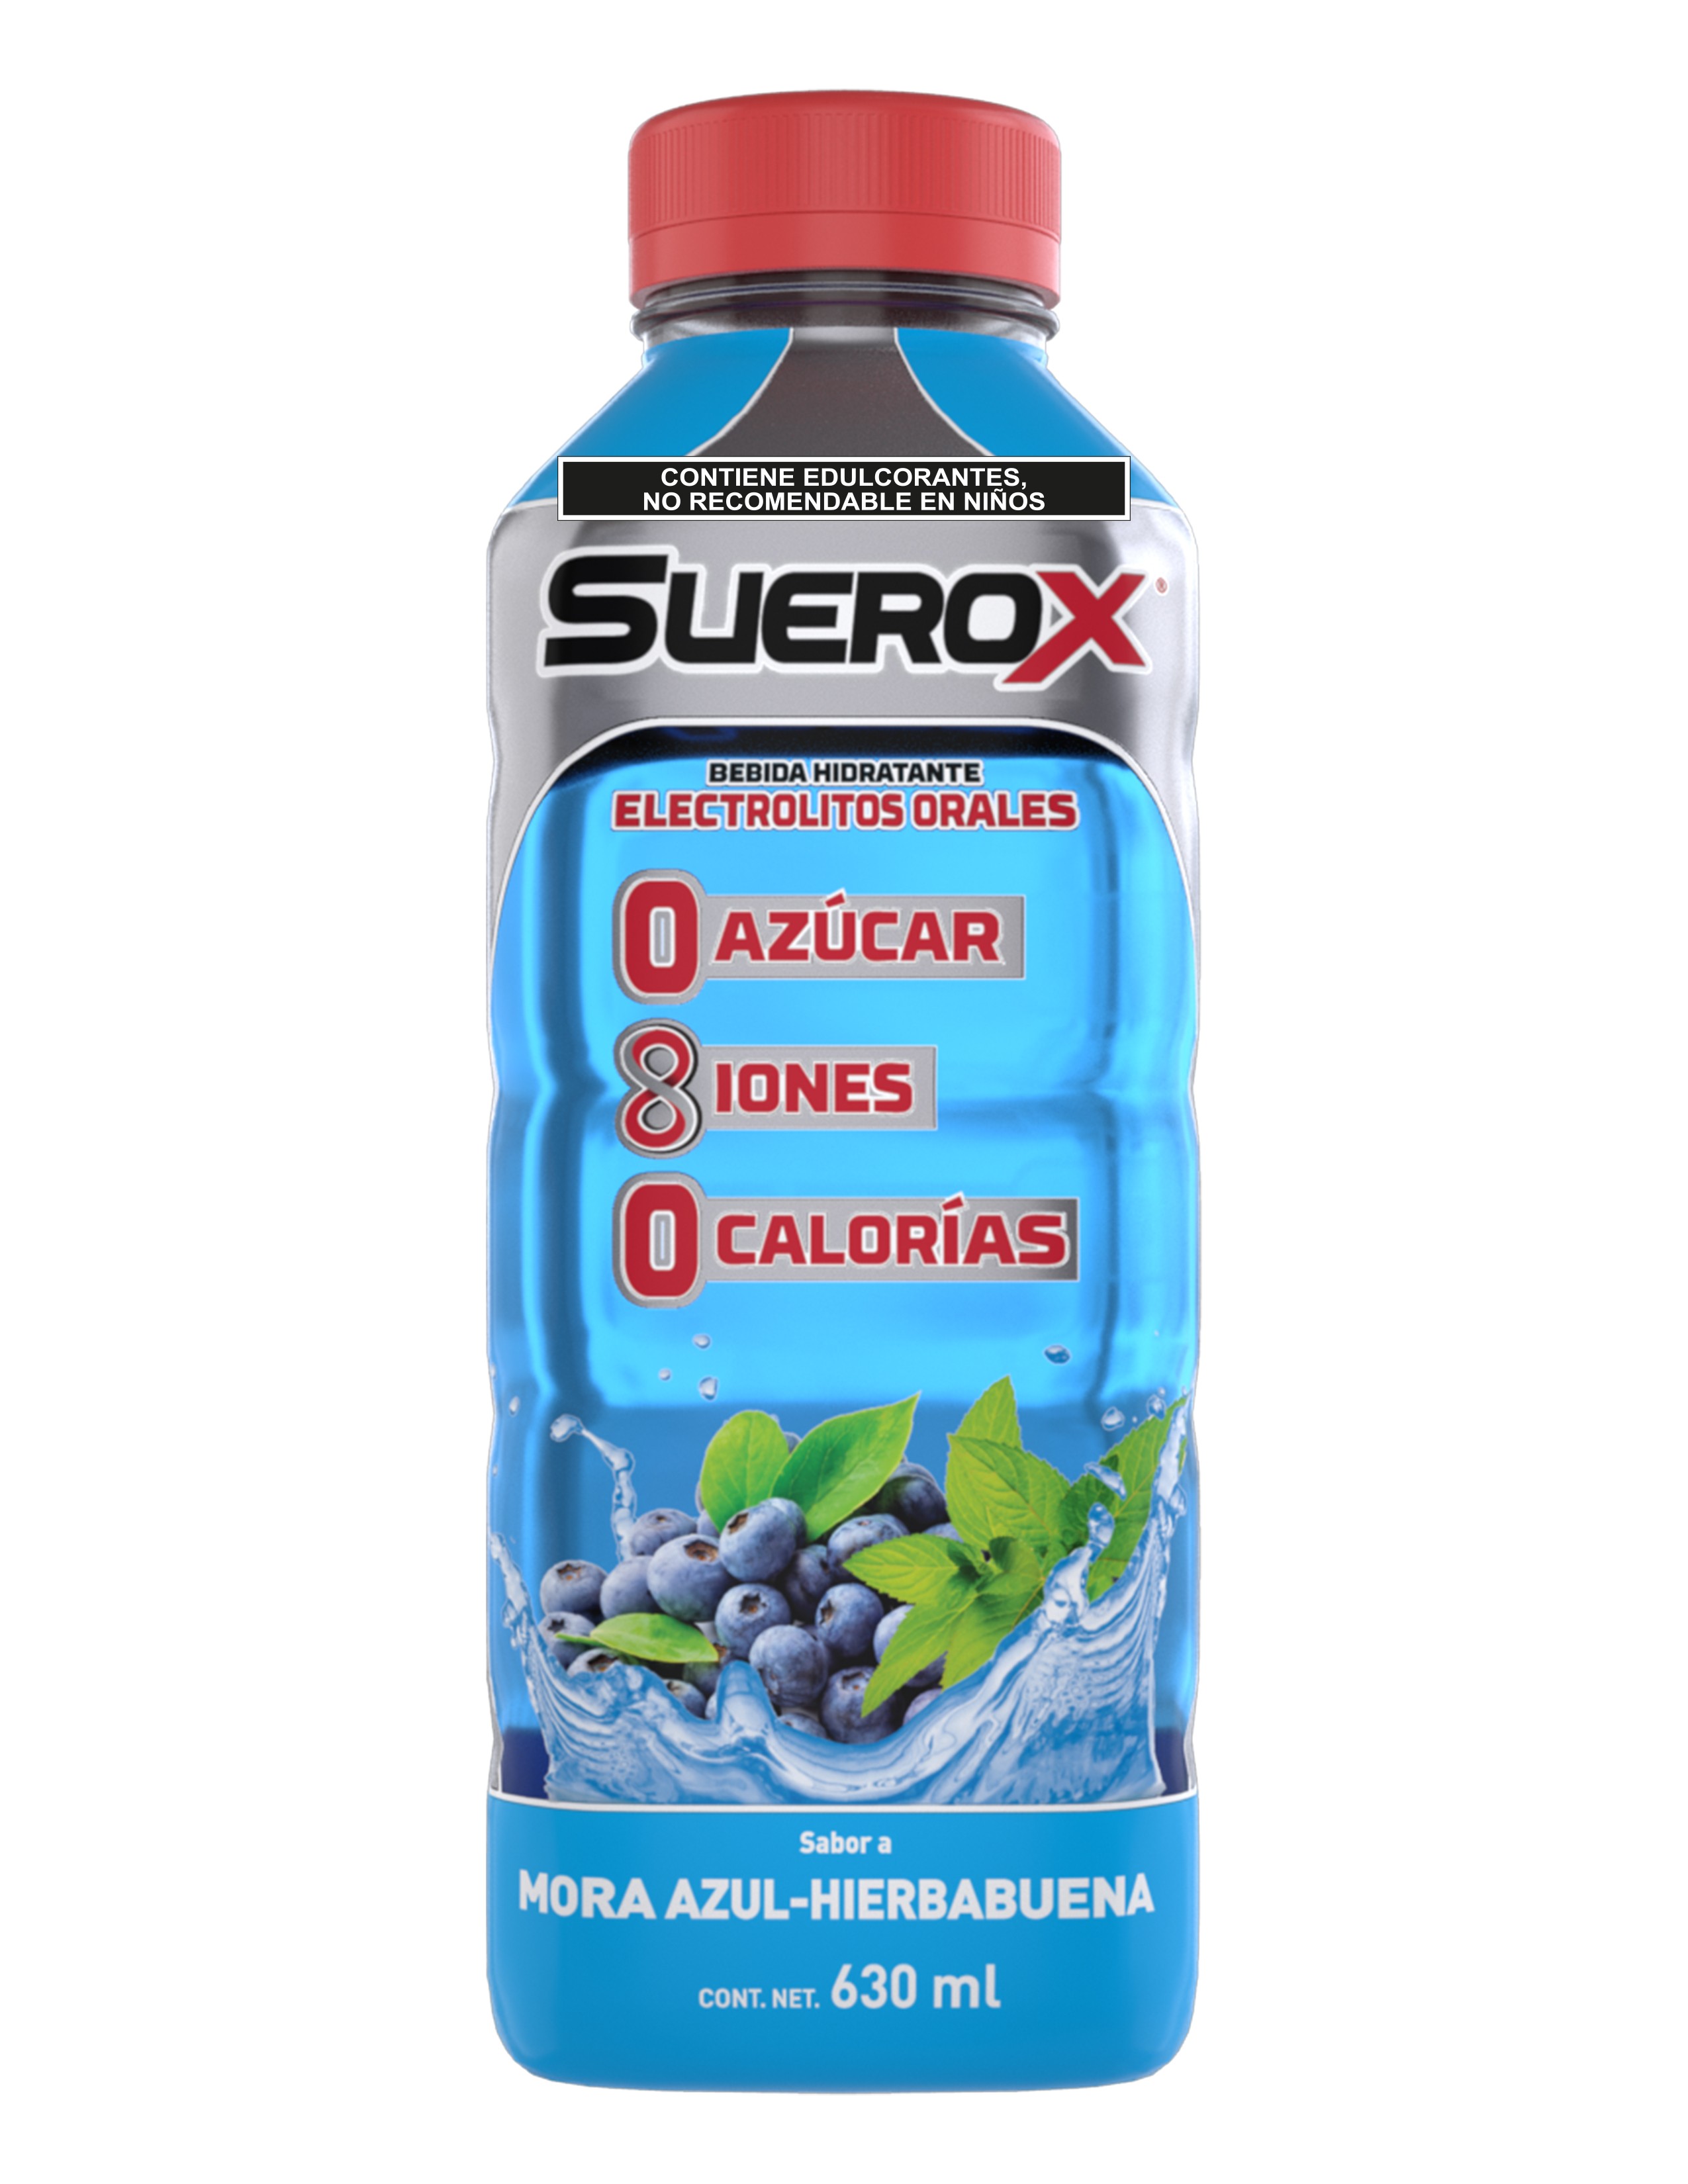 CONTIENE EDULCORANTES,
NO RECOMENDABLE EN NIÑOS
SUEROX
BEBIDA HIDRATANTE
ELECTROLITOS ORALES
0 AZÚCAR
8 IONES
0 CALORÍAS
Sabor a
MORA AZUL-HIERBABUENA
CONT. NET. 630 ml